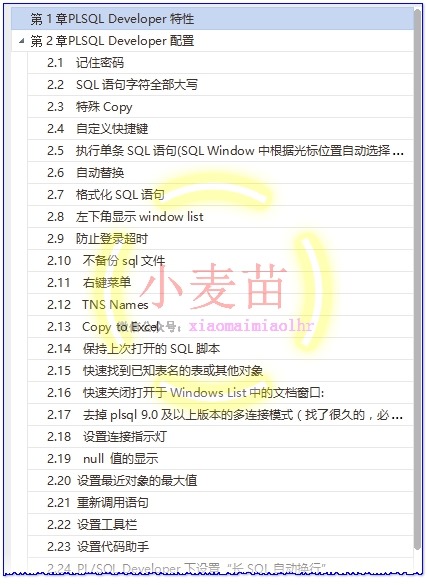 第 1 章PLSQL Developer 特性
第 2 章PLSQL Developer 配置
2.1 记住密码
2.2 SQL 语句字符全部大写
2.3 特殊 Copy
2.4 自定义快捷键
2.5 执行单条 SQL 语句(SQL Window 中根据光标位置自动选择 ...
2.6 自动替换
2.7 格式化 SQL 语句
2.8 左下角显示 window list
2.9 防止登录超时
2.10 不备份 sql 文件
2.11 右键菜单
小麦苗
2.12 TNS Names
2.13 Copy to Excel
号：xiaomaimiaolhr
2.14 保持上次打开的 SQL 脚本
2.15 快速找到已知表名的表或其他对象
2.16 快速关闭打开于 Windows List 中的文档窗口:
2.17 去掉 plsql 9.0 及以上版本的多连接模式（找了很久的，必 ...
2.18 设置连接指示灯
2.19 null 值的显示
2.20 设置最近对象的最大值
2.21 重新调用语句
2.22 设置工具栏
2.23 设置代码助手
2.24 PL/SQL Developer 下设置“长 SQL 自动换行”